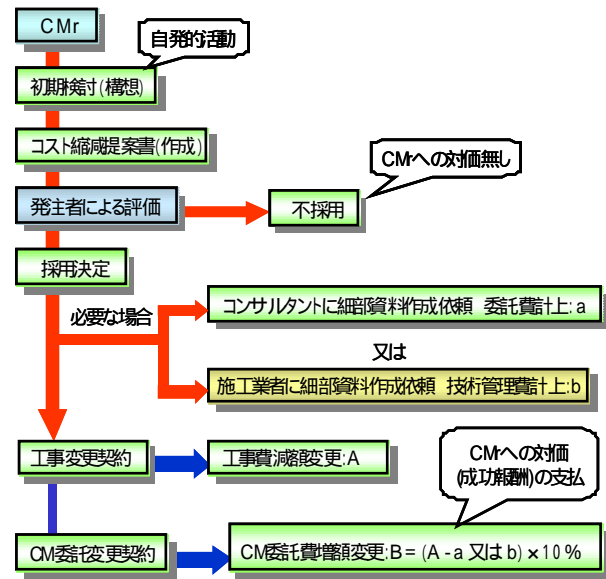 CMr
自発的活動
初期検討(構想)
コスト縮減提案書(作成)
CMrへの対価無し
発注者による評価
不採用
採用決定
必要な場合
コンサルタントに細部資料作成依頼 委託費計上:a
又は
施工業者に細部資料作成依頼 技術管理費計上:b
工事変更契約
工事費減額変更:A
CMrへの対価
(成功報酬)の支払
CM委託変更契約
CM委託費増額変更:B=(A-a又はb)×10%